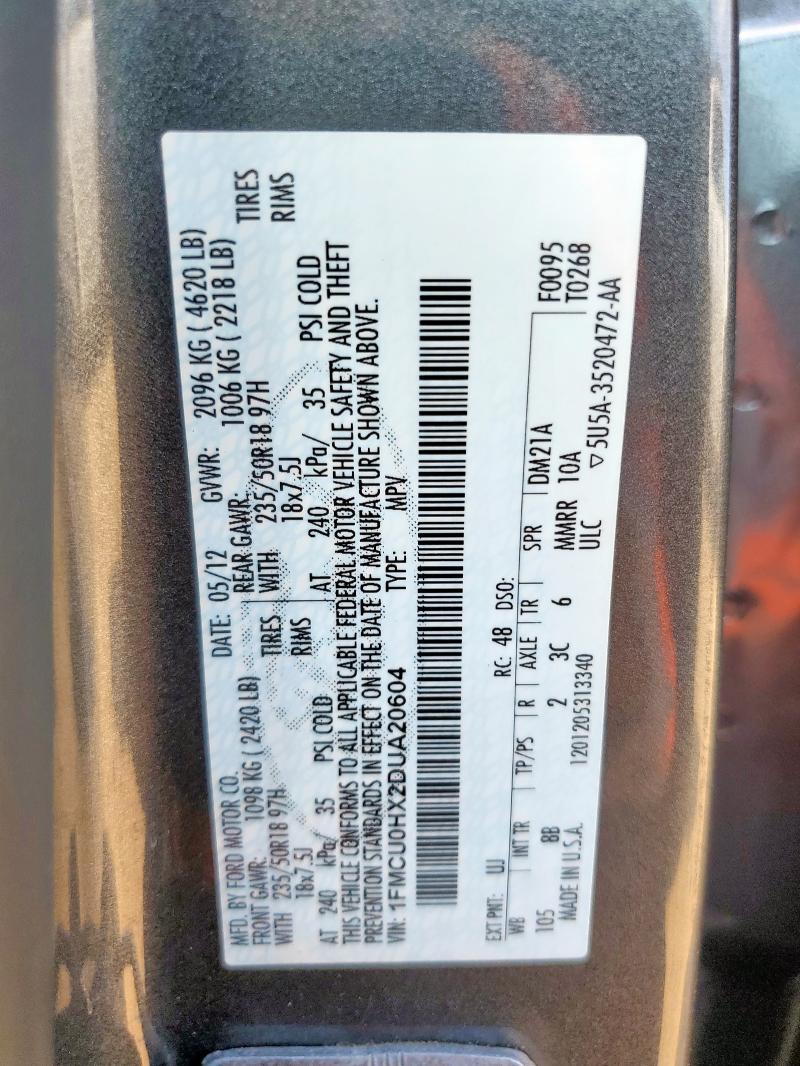 MFD. BY FORD MOTOR CO.
DATE: 05/12 GVWR: 2096 KG ( 4620 LB)
FRONT GAWR: 1098 KG ( 2420 LB) REAR GAWR: 1006 KG ( 2218 LB)
WITH 235/50R18 97H TIRES WITH 235/50R18 97H TIRES
18x7.5J RIMS 18x7.5J RIMS
AT 240 kPa/ 35 PSI COLD AT 240 kPa/ 35 PSI COLD
THIS VEHICLE CONFORMS TO ALL APPLICABLE FEDERAL MOTOR VEHICLE SAFETY AND THEFT
PREVENTION STANDARDS IN EFFECT ON THE DATE OF MANUFACTURE SHOWN ABOVE.
VIN: 1FMCU0HX2DUA20604 TYPE: MPV
EXT PNT: UJ RC: 48 DSO: F0095
WB INT TR TP/PS R AXLE TR SPR DM21A T0268
105 8B 2 3C 6 MMRR 10A
MADE IN U.S.A. 1201205313340 ULC ▽5U5A-3520472-AA